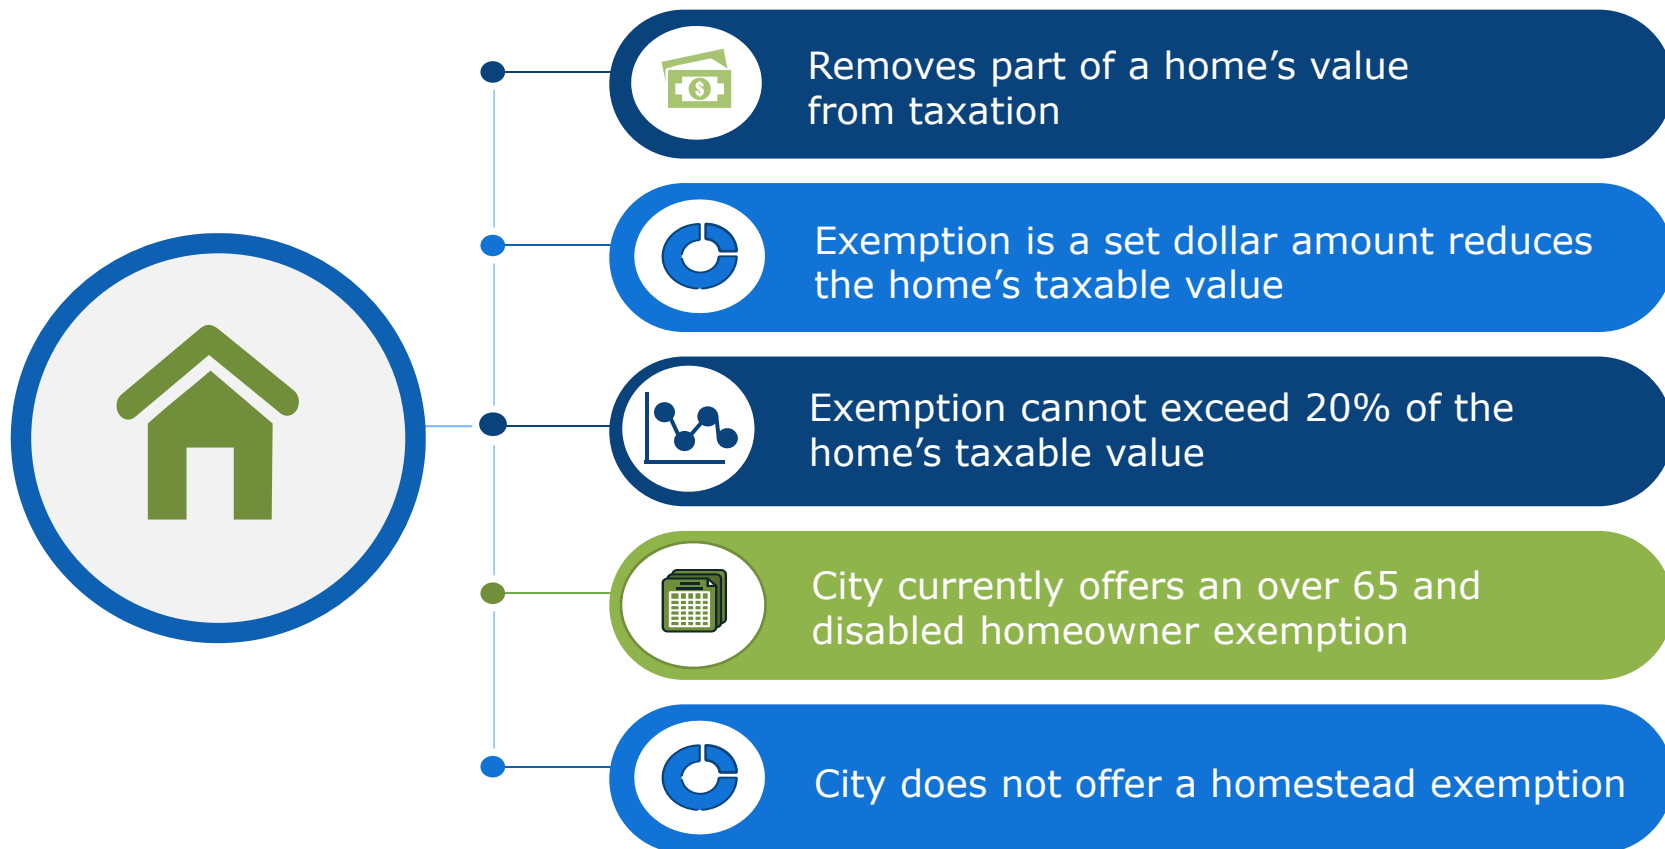 Removes part of a home’s value
from taxation
Exemption is a set dollar amount reduces
the home’s taxable value
Exemption cannot exceed 20% of the
home’s taxable value
City currently offers an over 65 and
disabled homeowner exemption
City does not offer a homestead exemption